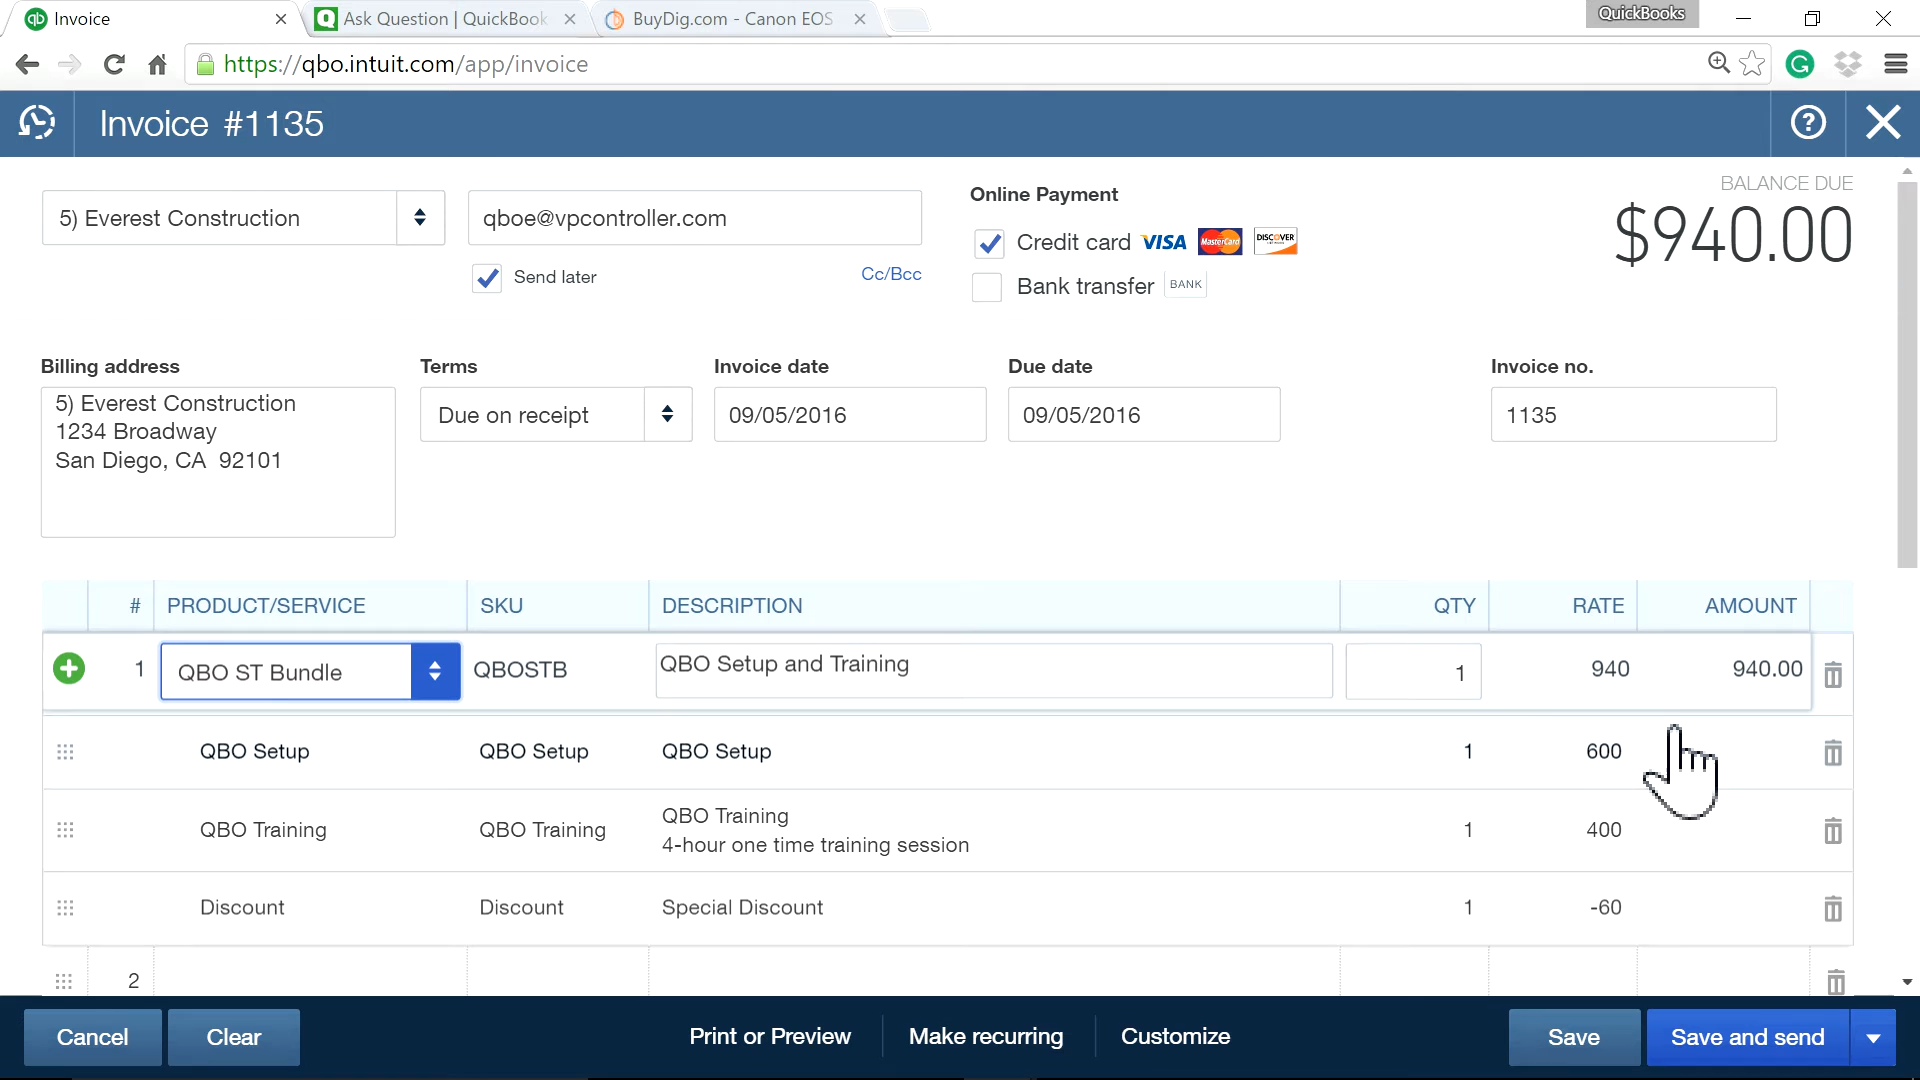 Invoice
Ask Question | QuickBook
BuyDig.com - Canon EOS
QuickBooks
https://qbo.intuit.com/app/invoice
Invoice #1135
5) Everest Construction
qboe@vpcontroller.com
Send later
Cc/Bcc
Online Payment
Credit card VISA MasterCard DISCOVER
Bank transfer BANK
BALANCE DUE
$940.00
Billing address
5) Everest Construction
1234 Broadway
San Diego, CA 92101
Terms
Due on receipt
Invoice date
09/05/2016
Due date
09/05/2016
Invoice no.
1135
# PRODUCT/SERVICE SKU DESCRIPTION QTY RATE AMOUNT
1 QBO ST Bundle QBOSTB QBO Setup and Training 1 940 940.00
QBO Setup QBO Setup QBO Setup 1 600
QBO Training QBO Training QBO Training 1 400
4-hour one time training session
Discount Discount Special Discount 1 -60
2
Cancel Clear Print or Preview Make recurring Customize Save Save and send